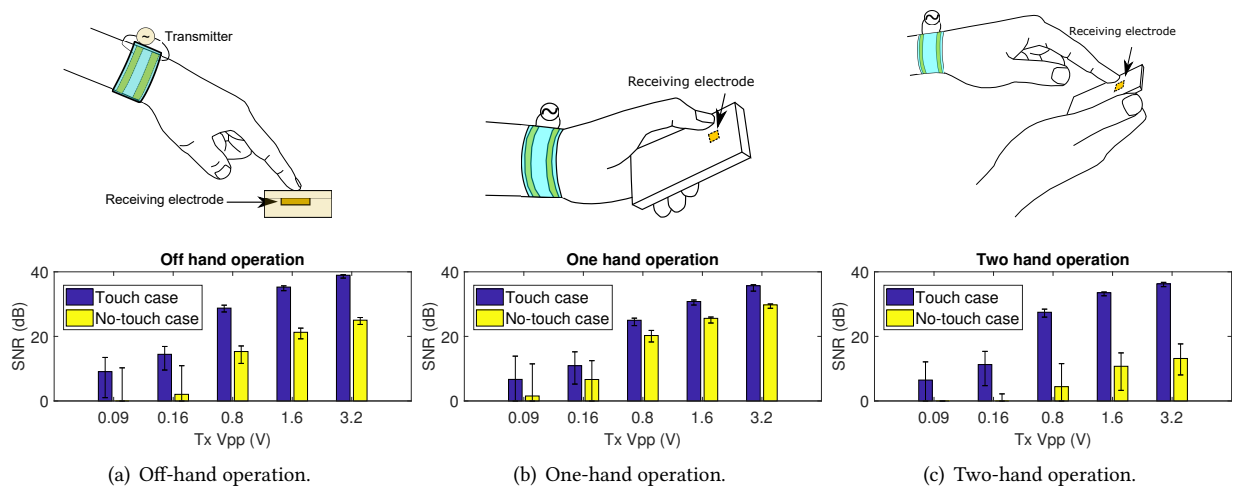 ~ Transmitter
Receiving electrode
Receiving electrode
~
Receiving electrode
~
Off hand operation
SNR (dB)
40
20
0
Touch case
No-touch case
0.09 0.16 0.8 1.6 3.2
Tx Vpp (V)
(a) Off-hand operation.
One hand operation
SNR (dB)
40
20
0
Touch case
No-touch case
0.09 0.16 0.8 1.6 3.2
Tx Vpp (V)
(b) One-hand operation.
Two hand operation
SNR (dB)
40
20
0
Touch case
No-touch case
0.09 0.16 0.8 1.6 3.2
Tx Vpp (V)
(c) Two-hand operation.